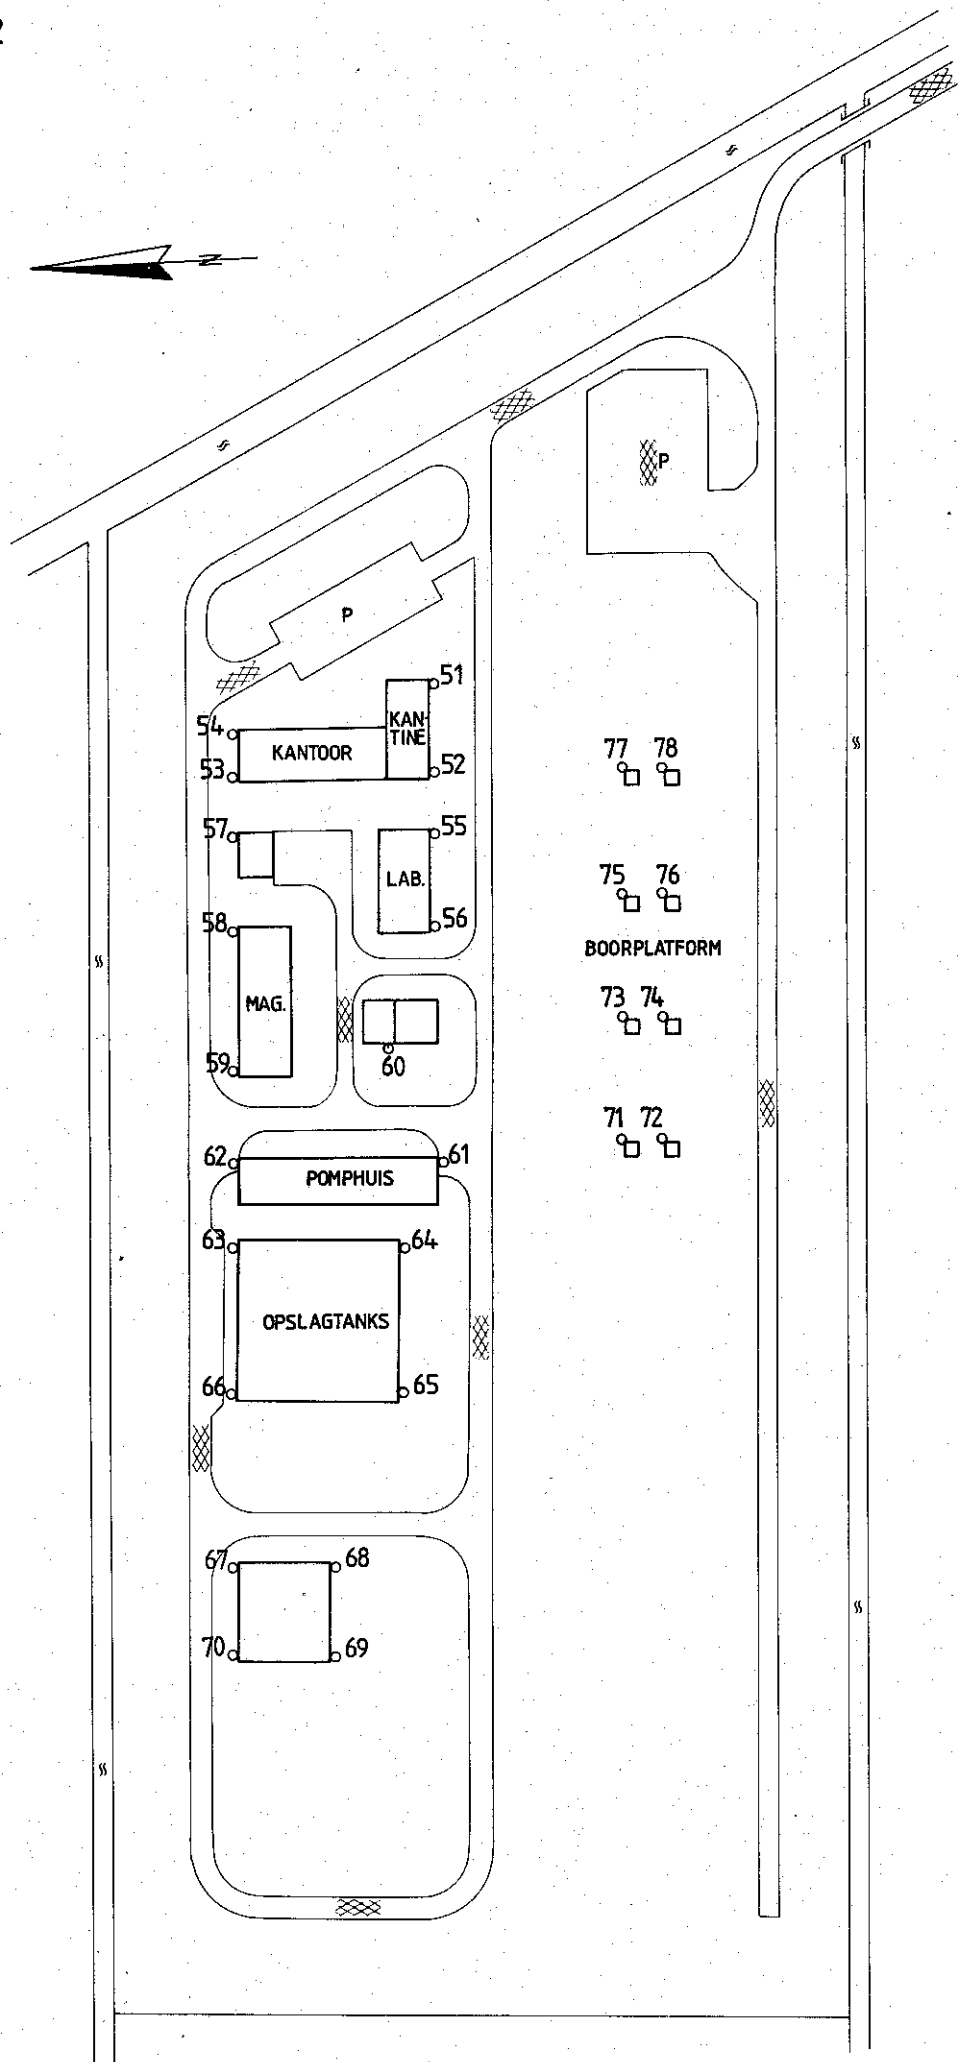 2
N
P
P
51
54
KAN-
TINE
KANTOOR
53
52
77 78
57
55
LAB.
75 76
58
56
BOORPLATFORM
MAG.
73 74
59
60
71 72
62
61
POMPHUIS
63
64
OPSLAGTANKS
66
65
67
68
70
69